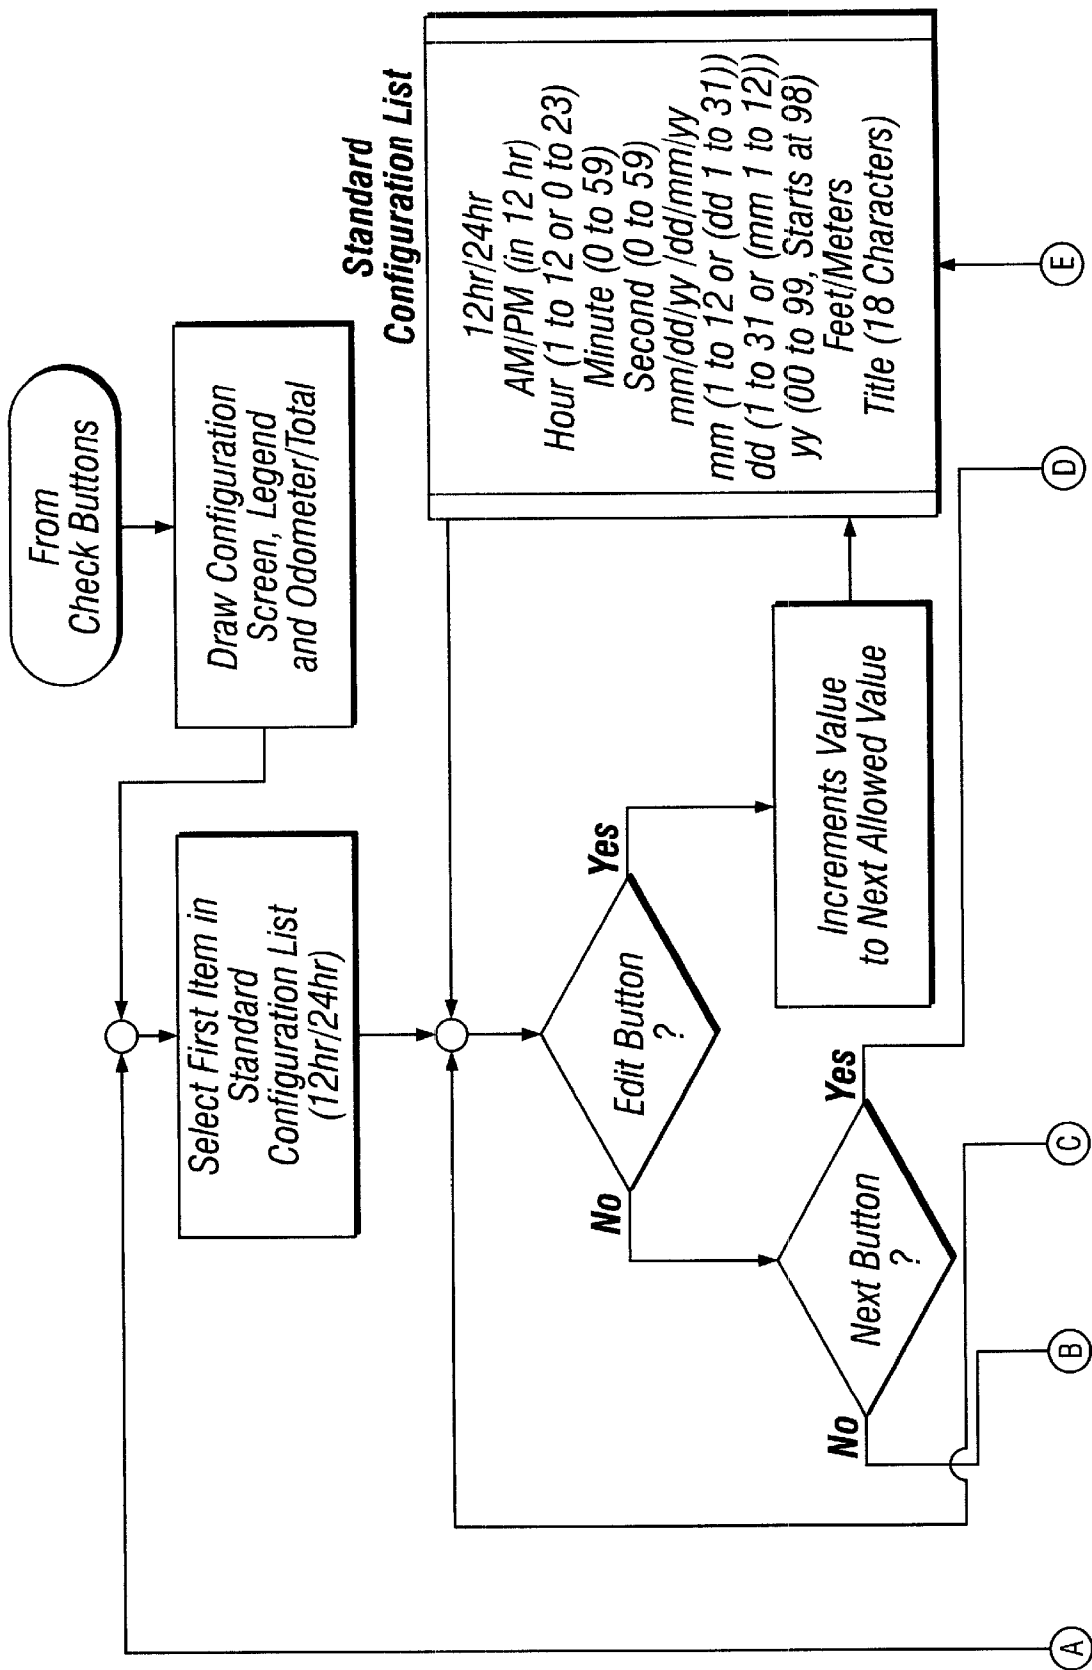 From
Check Buttons
Draw Configuration
Screen, Legend
and Odometer/Total
Select First Item in
Standard
Configuration List
(12hr/24hr)
Standard
Configuration List
12hr/24hr
AM/PM (in 12 hr)
Hour (1 to 12 or 0 to 23)
Minute (0 to 59)
Second (0 to 59)
mm/dd/yy /dd/mm/yy
mm (1 to 12 or (dd 1 to 31))
dd (1 to 31 or (mm 1 to 12))
yy (00 to 99, Starts at 98)
Feet/Meters
Title (18 Characters)
Edit Button
?
No
Yes
Increments Value
to Next Allowed Value
Next Button
?
No
Yes
A
B
C
D
E